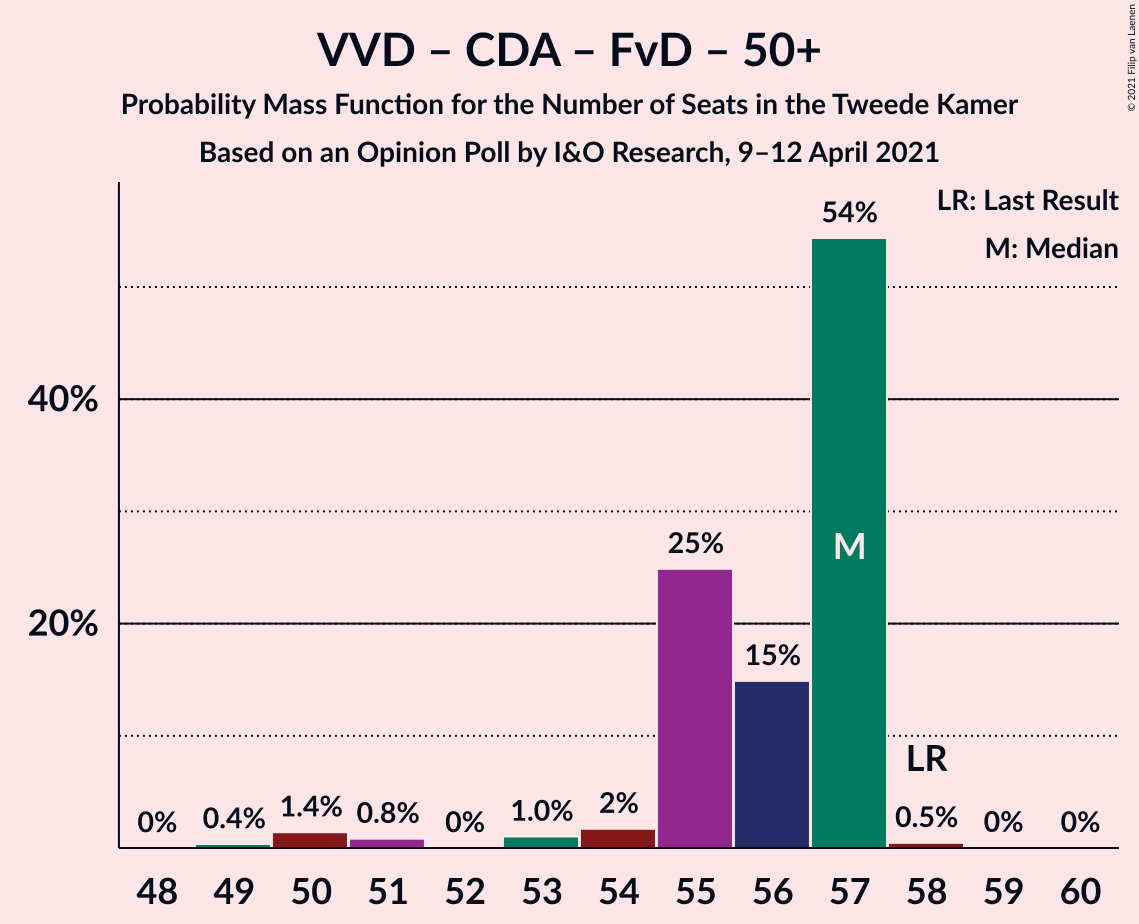 VVD – CDA – FvD – 50+
Probability Mass Function for the Number of Seats in the Tweede Kamer
Based on an Opinion Poll by I&O Research, 9–12 April 2021
© 2021 Filip van Laenen
LR: Last Result
M: Median
40%
20%
0%
0.4%
1.4%
0.8%
0%
1.0%
2%
25%
15%
54%
M
LR
0.5%
0%
0%
48 49 50 51 52 53 54 55 56 57 58 59 60